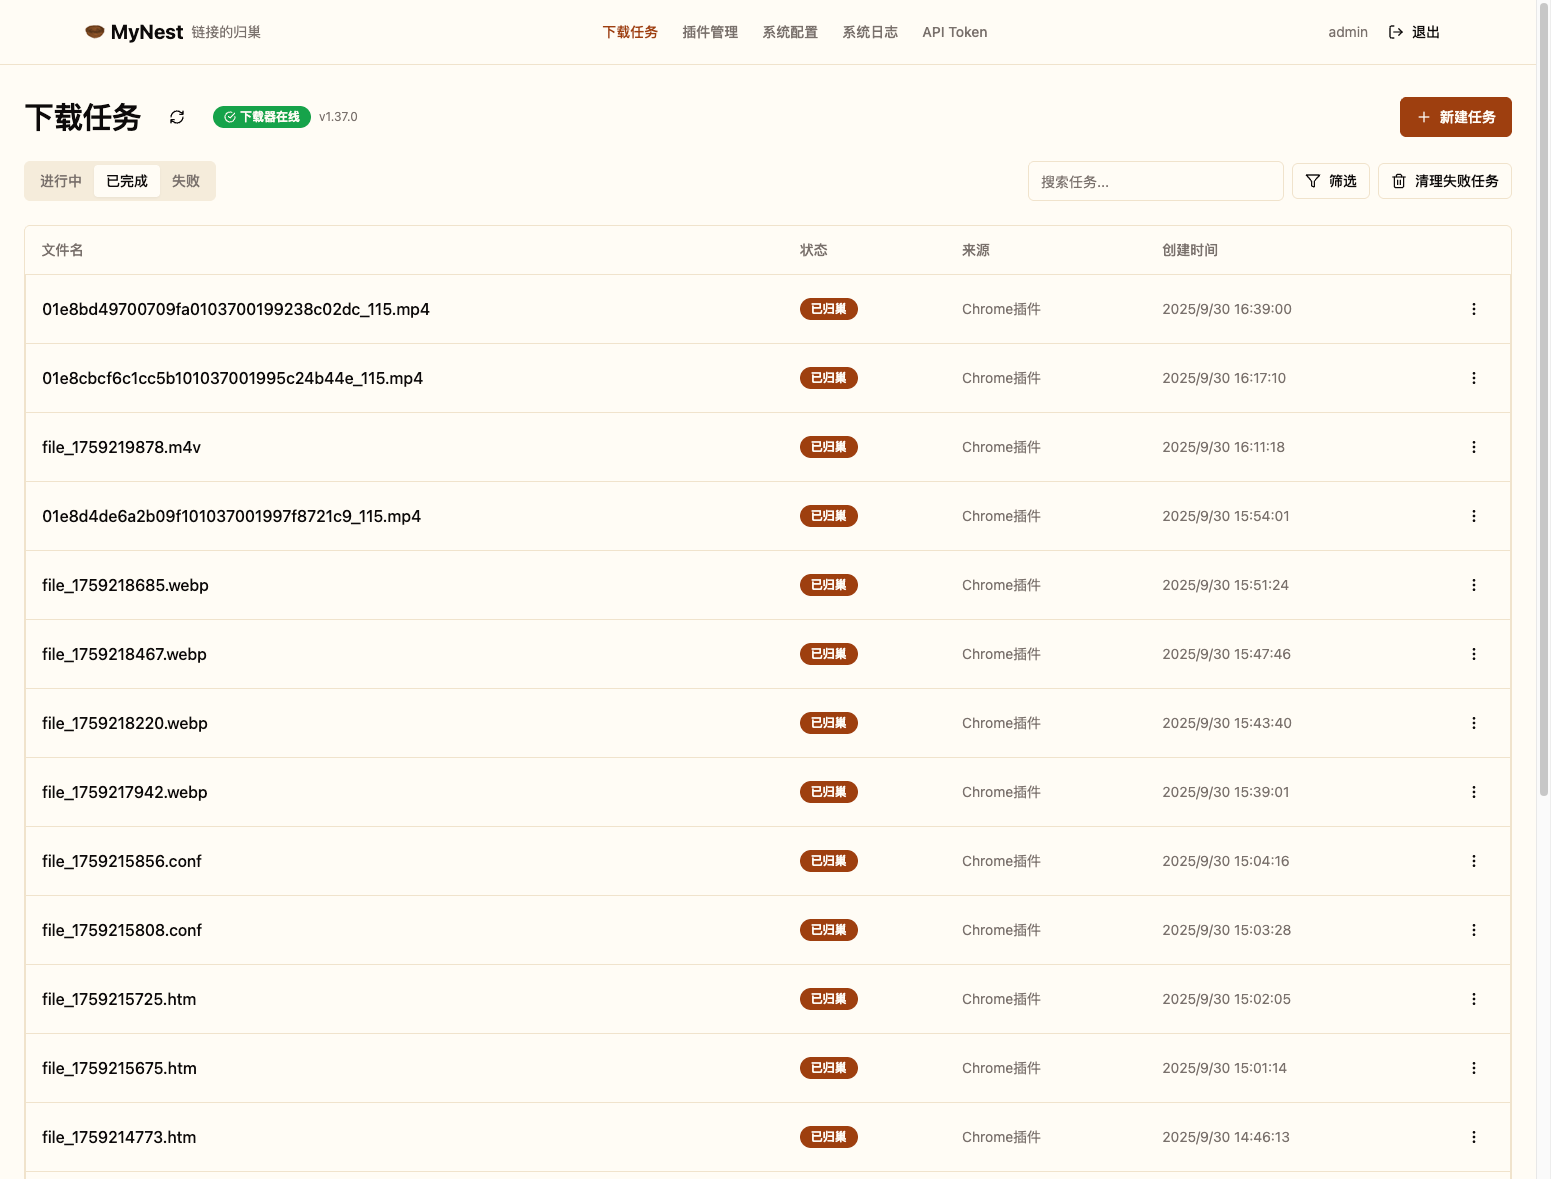 MyNest 链接的归巢 下载任务 插件管理 系统配置 系统日志 API Token admin 退出
下载任务 下载器在线 v1.37.0 新建任务
进行中 已完成 失败 搜索任务... 筛选 清理失败任务
文件名 状态 来源 创建时间
01e8bd49700709fa0103700199238c02dc_115.mp4 已归巢 Chrome插件 2025/9/30 16:39:00
01e8cbcf6c1cc5b101037001995c24b44e_115.mp4 已归巢 Chrome插件 2025/9/30 16:17:10
file_1759219878.m4v 已归巢 Chrome插件 2025/9/30 16:11:18
01e8d4de6a2b09f101037001997f8721c9_115.mp4 已归巢 Chrome插件 2025/9/30 15:54:01
file_1759218685.webp 已归巢 Chrome插件 2025/9/30 15:51:24
file_1759218467.webp 已归巢 Chrome插件 2025/9/30 15:47:46
file_1759218220.webp 已归巢 Chrome插件 2025/9/30 15:43:40
file_1759217942.webp 已归巢 Chrome插件 2025/9/30 15:39:01
file_1759215856.conf 已归巢 Chrome插件 2025/9/30 15:04:16
file_1759215808.conf 已归巢 Chrome插件 2025/9/30 15:03:28
file_1759215725.htm 已归巢 Chrome插件 2025/9/30 15:02:05
file_1759215675.htm 已归巢 Chrome插件 2025/9/30 15:01:14
file_1759214773.htm 已归巢 Chrome插件 2025/9/30 14:46:13